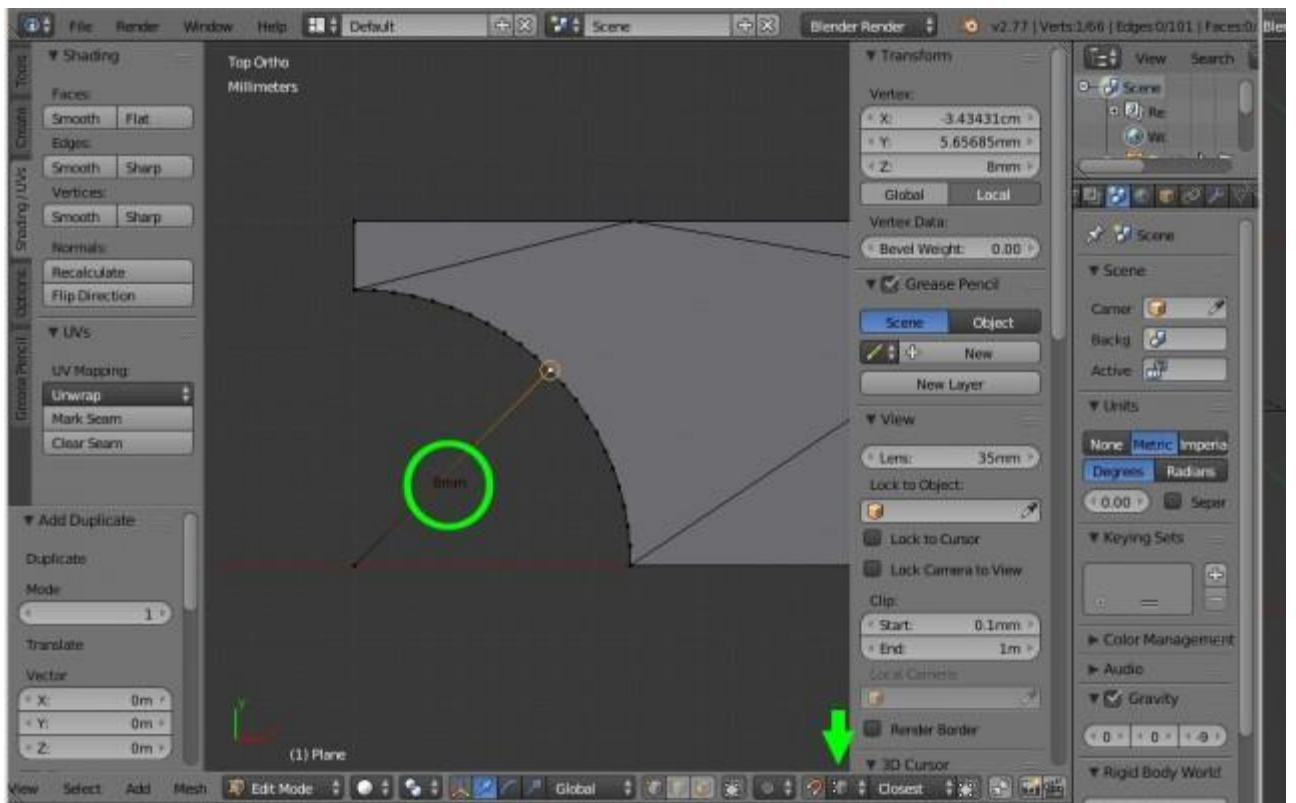 File Render Window Help Default Scene Blender Render v2.77 | Verts:1/66 | Edges:0/101 | Faces:0/
Tools
Create
Shading / UVs
Options
Grease Pencil
Shading
Faces:
Smooth Flat
Edges:
Smooth Sharp
Vertices:
Smooth Sharp
Normals:
Recalculate
Flip Direction
UVs
UV Mapping:
Unwrap
Mark Seam
Clear Seam
Add Duplicate
Duplicate
Mode
1
Translate
Vector
X: 0m
Y: 0m
Z: 0m
Top Ortho
Millimeters
8mm
(1) Plane
Transform
Vertex:
X: -3.43431cm
Y: 5.65685mm
Z: 8mm
Global Local
Vertex Data:
Bevel Weight: 0.00
Grease Pencil
Scene Object
New
New Layer
View
Lens: 35mm
Lock to Object:
Lock to Cursor
Lock Camera to View
Clip:
Start: 0.1mm
End: 1m
Local Camera:
Render Border
3D Cursor
View Search
Scene
Re
Scene
Scene
Camer
Backg
Active
Units
None Metric Imperia
Degrees Radians
0.00 Separ
Keying Sets
Color Management
Audio
Gravity
0 0 -9
Rigid Body World
View Select Add Mesh Edit Mode Global Closest